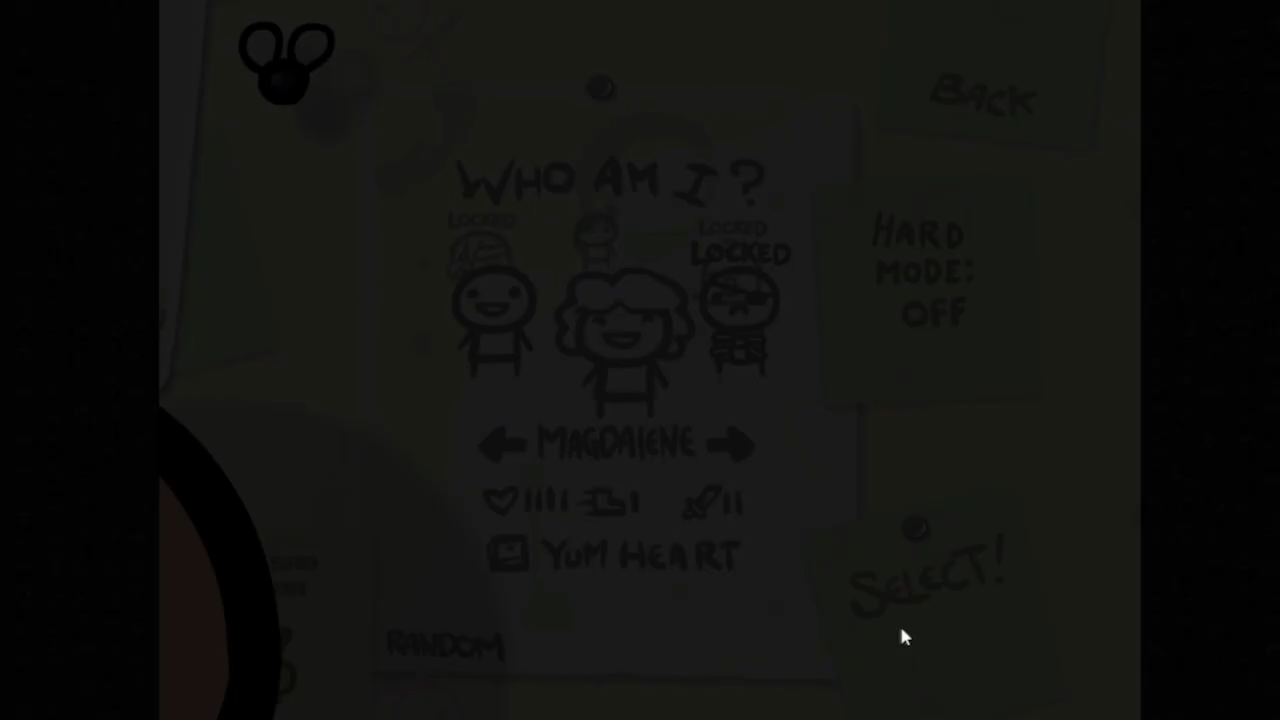 BACK
WHO AM I?
LOCKED
LOCKED
LOCKED
HARD
MODE:
OFF
MAGDALENE
YUM HEART
SELECT!
RANDOM